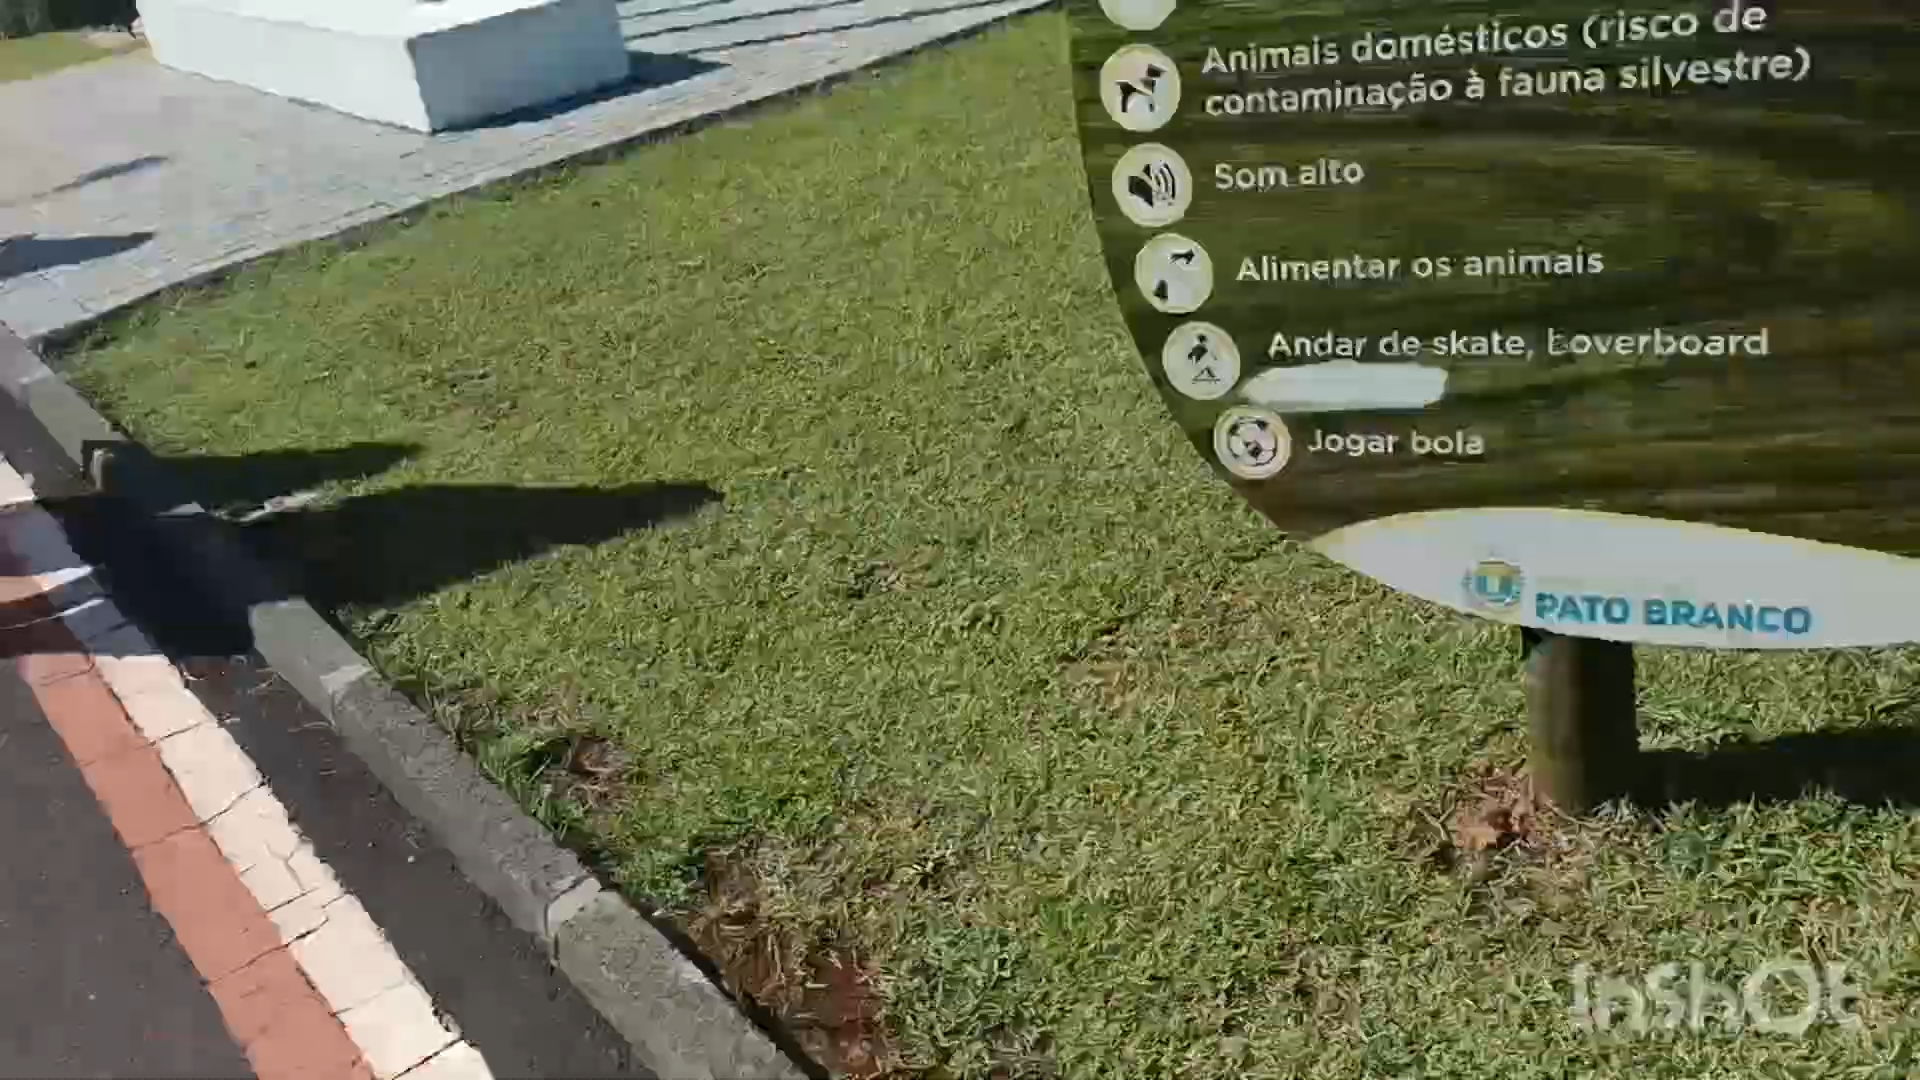 Animais domésticos (risco de
contaminação à fauna silvestre)
Som alto
Alimentar os animais
Andar de skate, hoverboard
Jogar bola
PATO BRANCO
InShOt